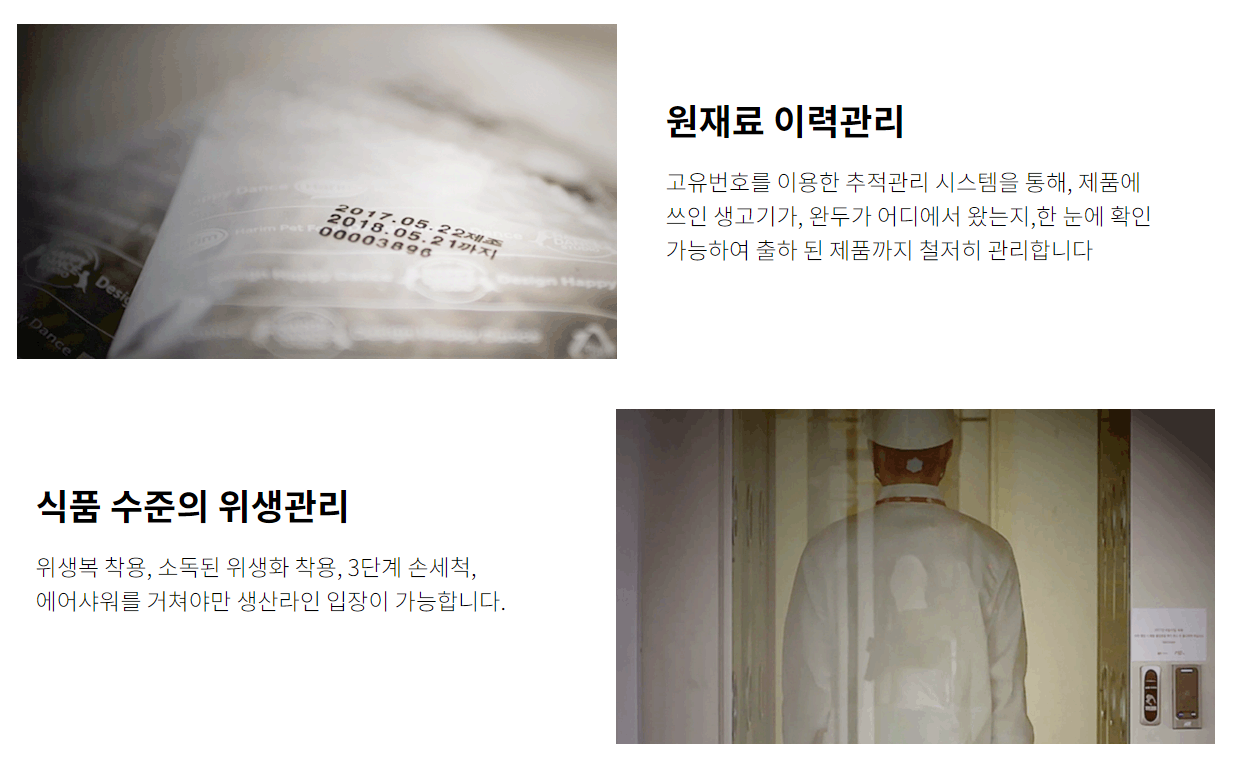 2017.05.22제조
2018.05.21까지
00003896
Harim Pet Fo
Design Happy
원재료 이력관리
고유번호를 이용한 추적관리 시스템을 통해, 제품에
쓰인 생고기가, 완두가 어디에서 왔는지,한 눈에 확인
가능하여 출하 된 제품까지 철저히 관리합니다
식품 수준의 위생관리
위생복 착용, 소독된 위생화 착용, 3단계 손세척,
에어샤워를 거쳐야만 생산라인 입장이 가능합니다.